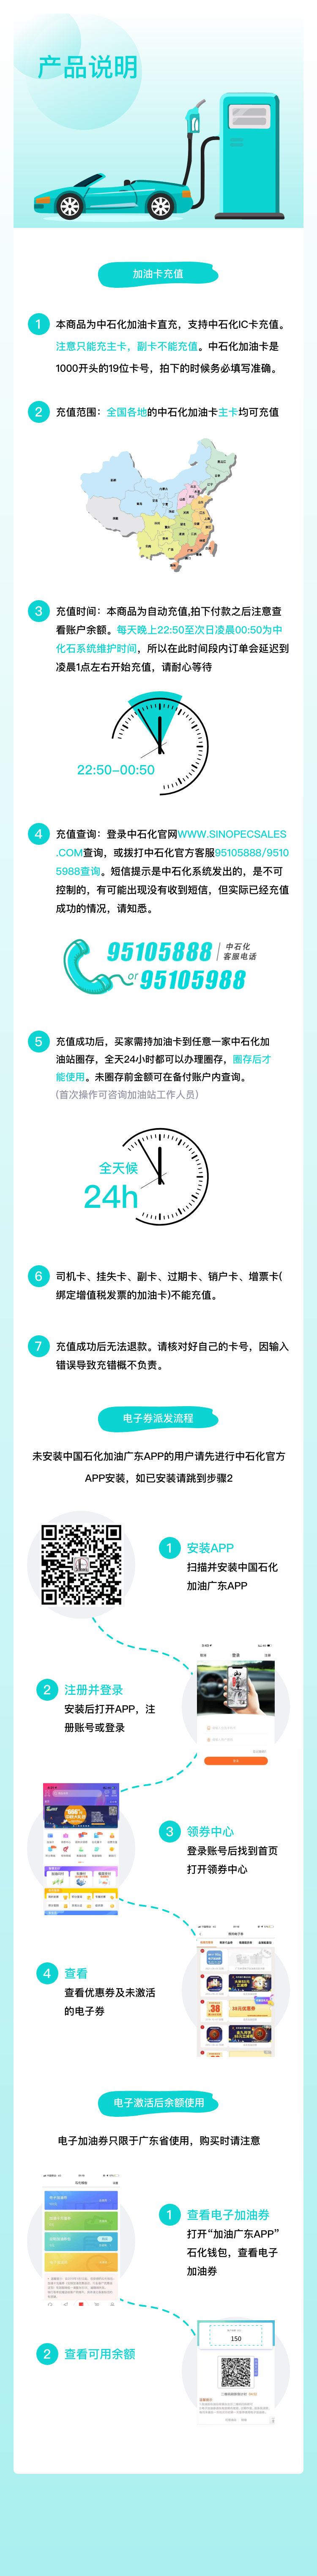 产品说明
加油卡充值
1
本商品为中石化加油卡直充，支持中石化IC卡充值。
注意只能充主卡，副卡不能充值。中石化加油卡是
1000开头的19位卡号，拍下的时候务必填写准确。
2
充值范围：全国各地的中石化加油卡主卡均可充值
3
充值时间：本商品为自动充值,拍下付款之后注意查
看账户余额。每天晚上22:50至次日凌晨00:50为中
化石系统维护时间，所以在此时间段内订单会延迟到
凌晨1点左右开始充值，请耐心等待
22:50-00:50
4
充值查询：登录中石化官网WWW.SINOPECSALES
.COM查询，或拨打中石化官方客服95105888/9510
5988查询。短信提示是中石化系统发出的，是不可
控制的，有可能出现没有收到短信，但实际已经充值
成功的情况，请知悉。
95105888
中石化
客服电话
or 95105988
5
充值成功后，买家需持加油卡到任意一家中石化加
油站圈存，全天24小时都可以办理圈存，圈存后才
能使用。未圈存前金额可在备付账户内查询。
(首次操作可咨询加油站工作人员)
全天候
24h
6
司机卡、挂失卡、副卡、过期卡、销户卡、增票卡(
绑定增值税发票的加油卡)不能充值。
7
充值成功后无法退款。请核对好自己的卡号，因输入
错误导致充错概不负责。
电子券派发流程
未安装中国石化加油广东APP的用户请先进行中石化官方
APP安装，如已安装请跳到步骤2
1 安装APP
扫描并安装中国石化
加油广东APP
2 注册并登录
安装后打开APP，注
册账号或登录
登录
3 领券中心
登录账号后找到首页
打开领券中心
4 查看
查看优惠券及未激活
的电子券
电子激活后余额使用
电子加油券只限于广东省使用，购买时请注意
1 查看电子加油券
打开“加油广东APP”
石化钱包，查看电子
加油券
2 查看可用余额
150